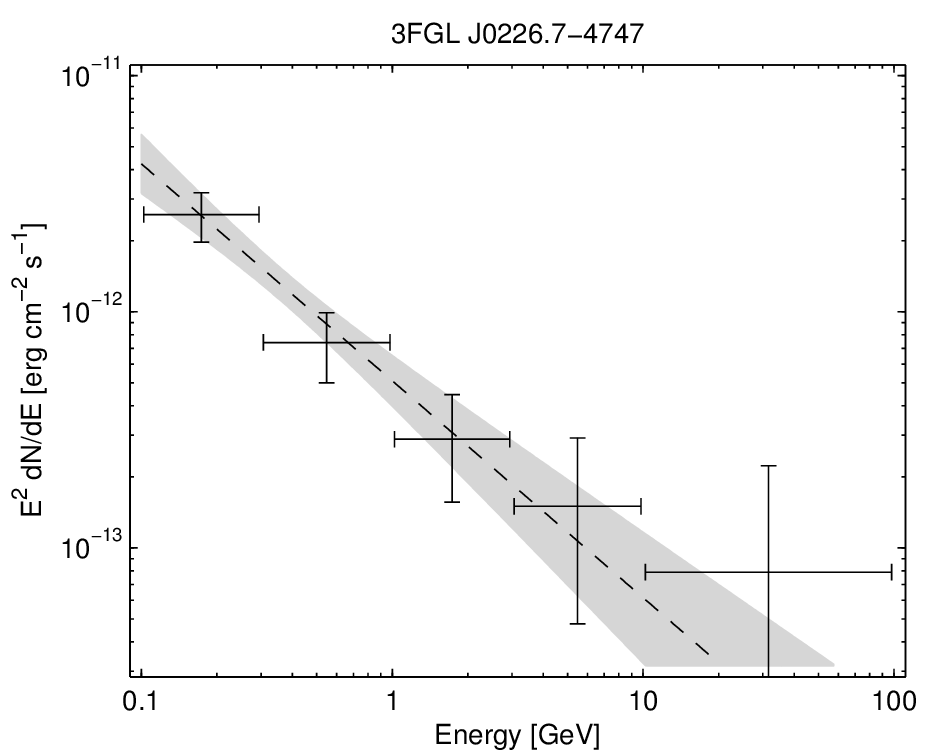 3FGL J0226.7−4747
10⁻¹¹
10⁻¹²
10⁻¹³
E² dN/dE [erg cm⁻² s⁻¹]
0.1 1 10 100
Energy [GeV]